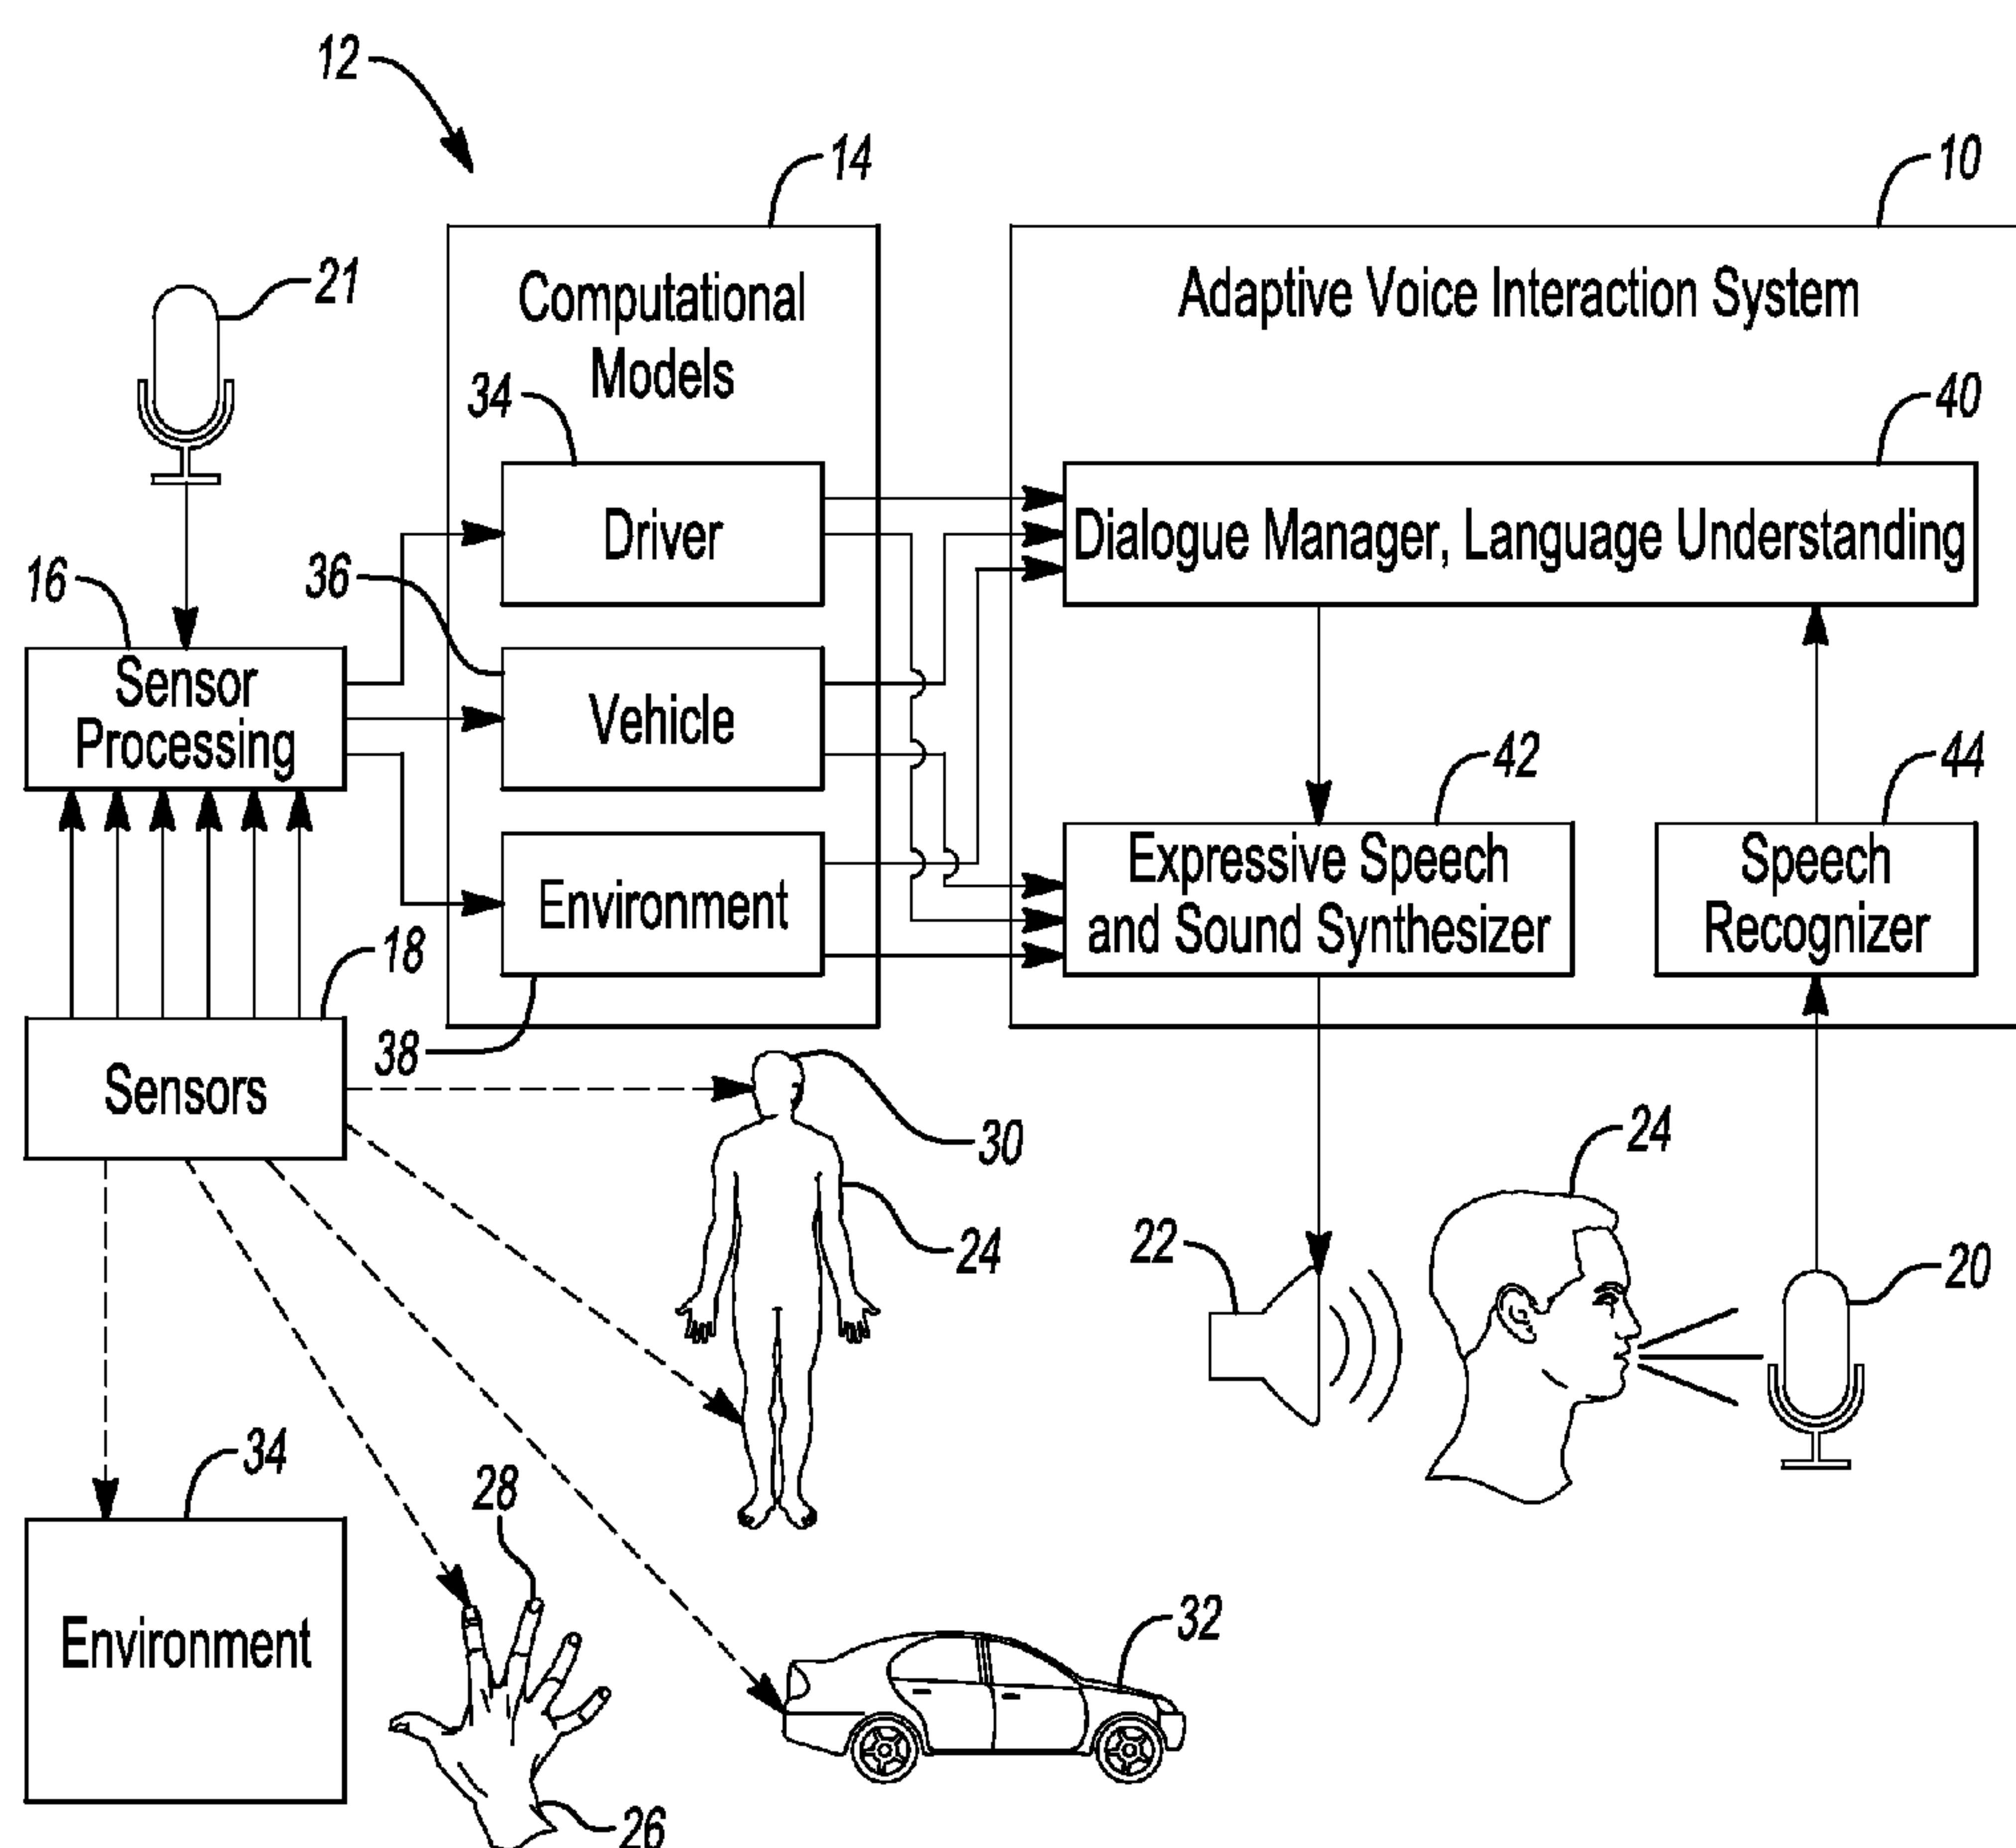 12
14
10
21
Computational
Models
Adaptive Voice Interaction System
34
40
Driver
Dialogue Manager, Language Understanding
16
36
Sensor
Processing
Vehicle
42
44
Expressive Speech
and Sound Synthesizer
Speech
Recognizer
Environment
18
38
Sensors
30
24
24
22
20
34
28
Environment
32
26